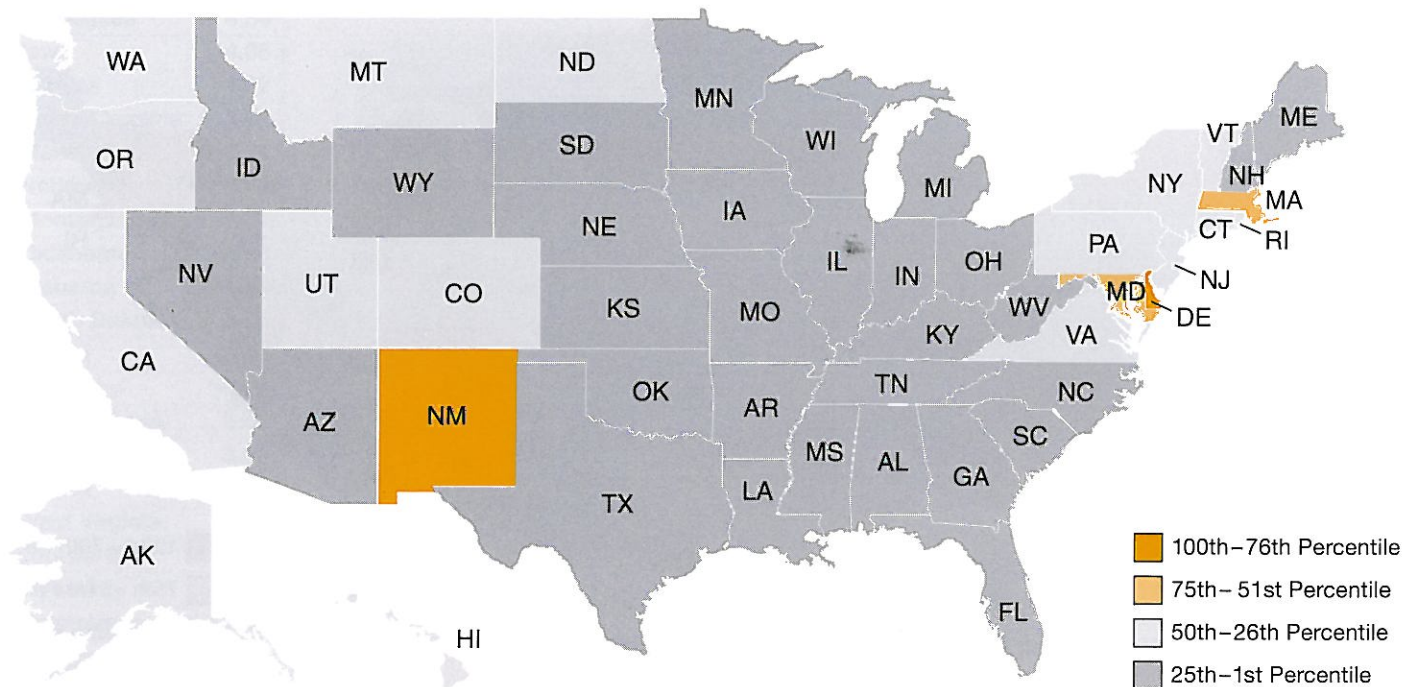 WA
MT
ND
MN
VT
ME
OR
ID
SD
WI
NH
WY
MI
NY
MA
IA
CT
RI
NE
PA
NV
IL
IN
OH
NJ
UT
CO
MD
WV
DE
KS
MO
KY
VA
CA
TN
NC
OK
AZ
NM
AR
SC
MS
AL
GA
LA
TX
AK
FL
HI
100th–76th Percentile
75th–51st Percentile
50th–26th Percentile
25th–1st Percentile